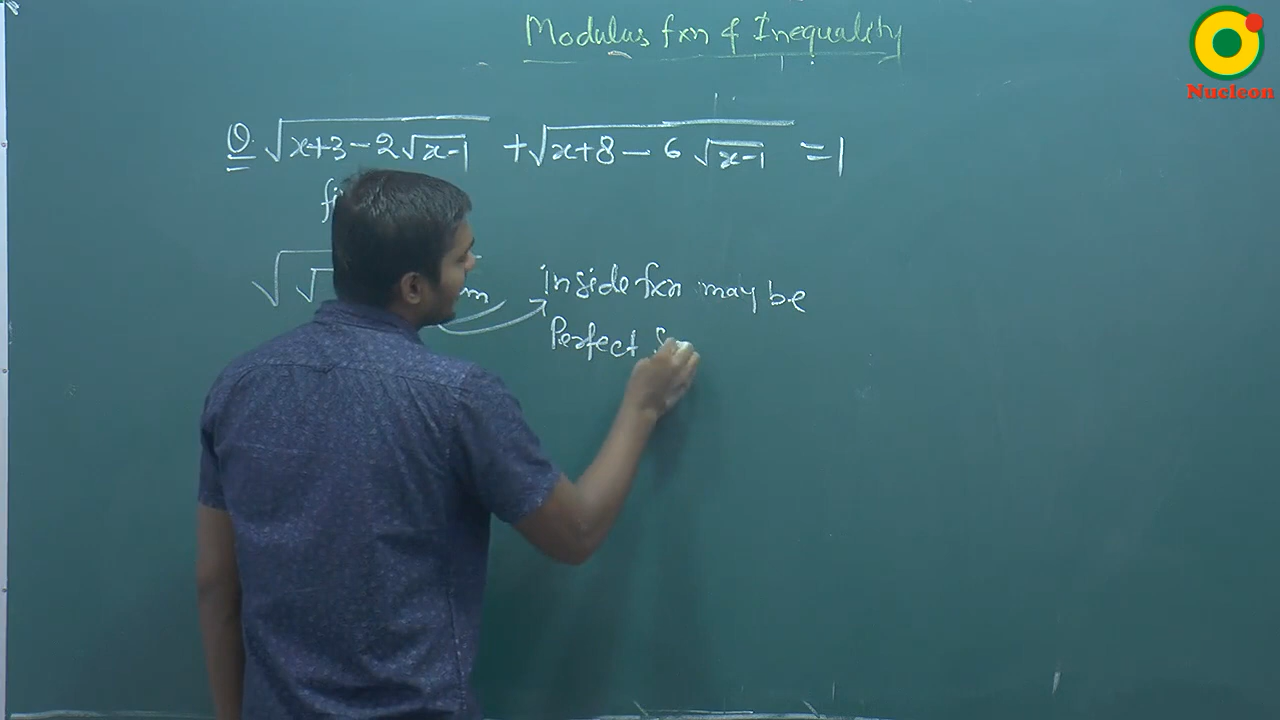 Modulus fxn & Inequality
Nucleon
Q. √(x+3-2√(x-1)) + √(x+8-6√(x-1)) = 1
inside fxn may be
Perfect